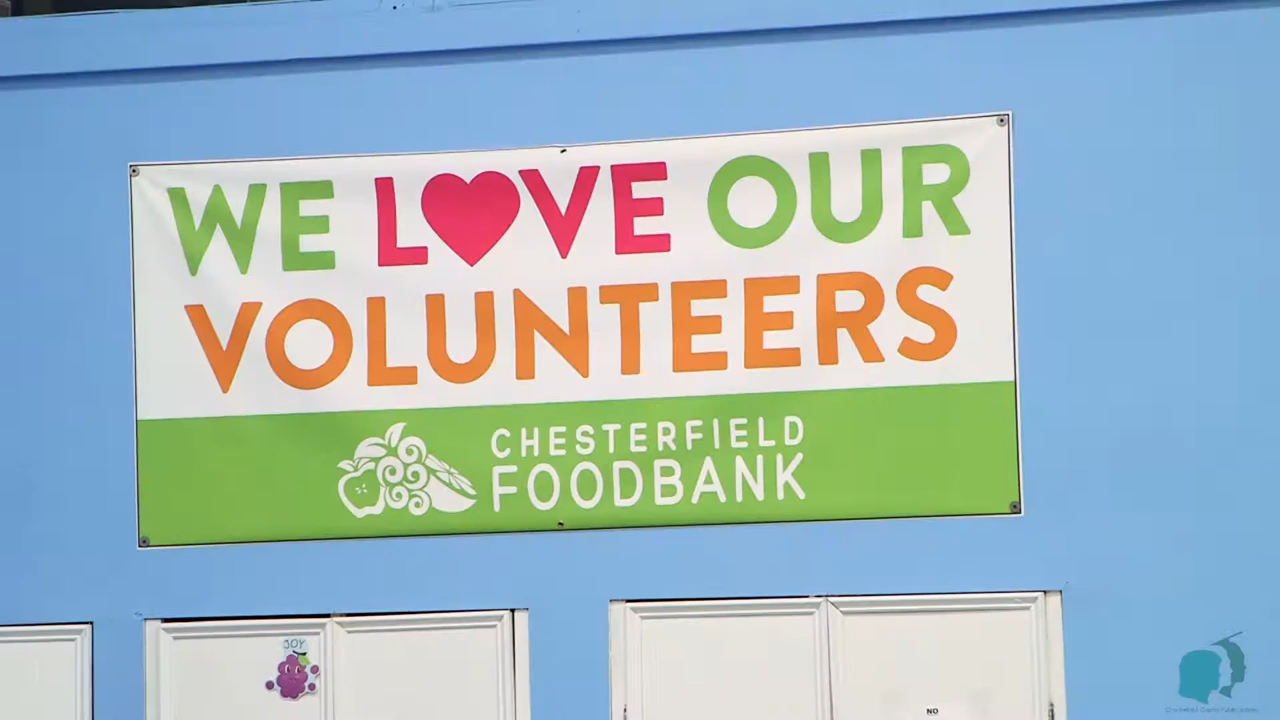 WE LOVE OUR
VOLUNTEERS
CHESTERFIELD
FOODBANK
JOY
NO